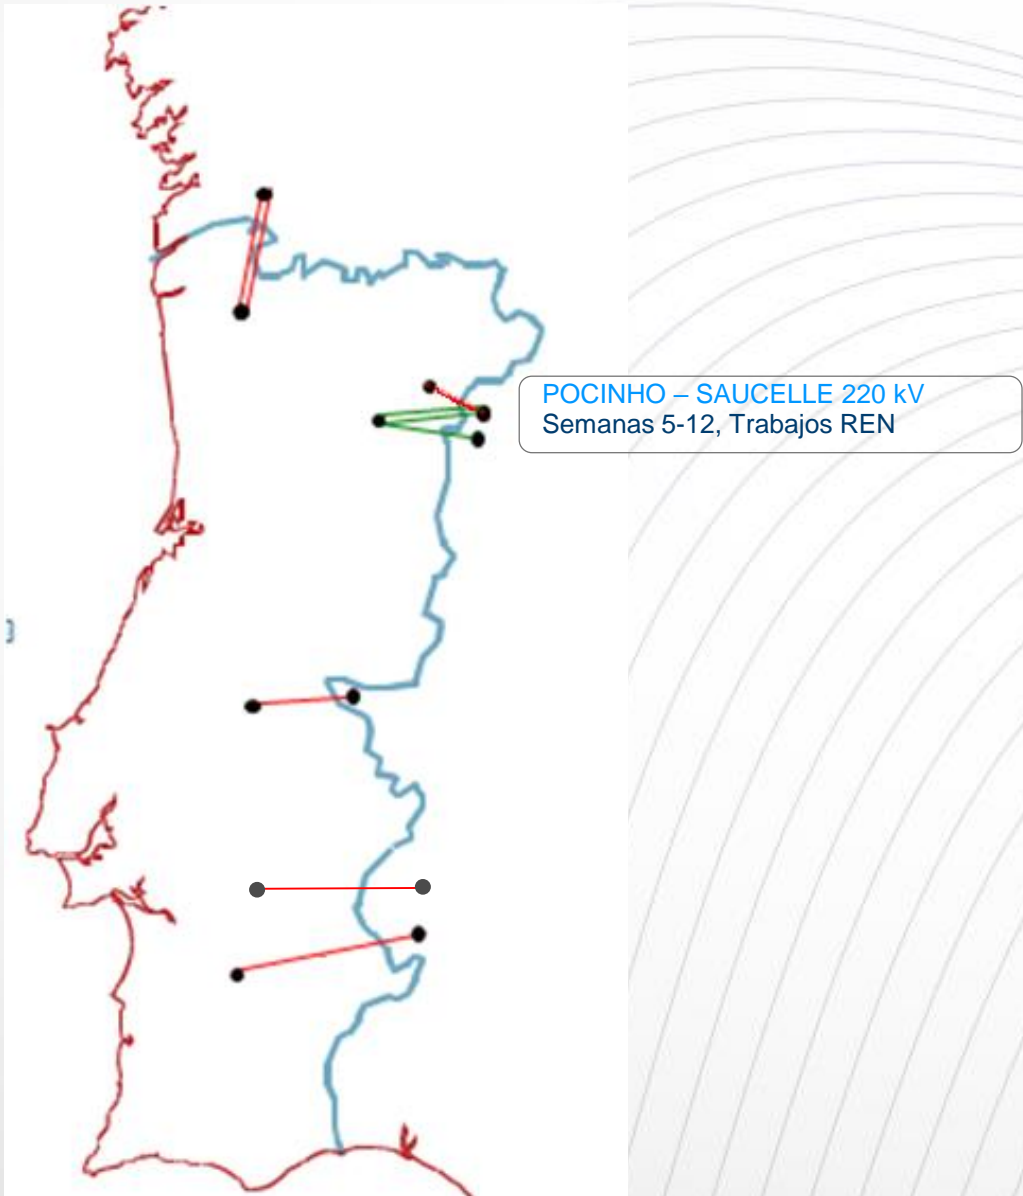 POCINHO – SAUCELLE 220 kV
Semanas 5-12, Trabajos REN